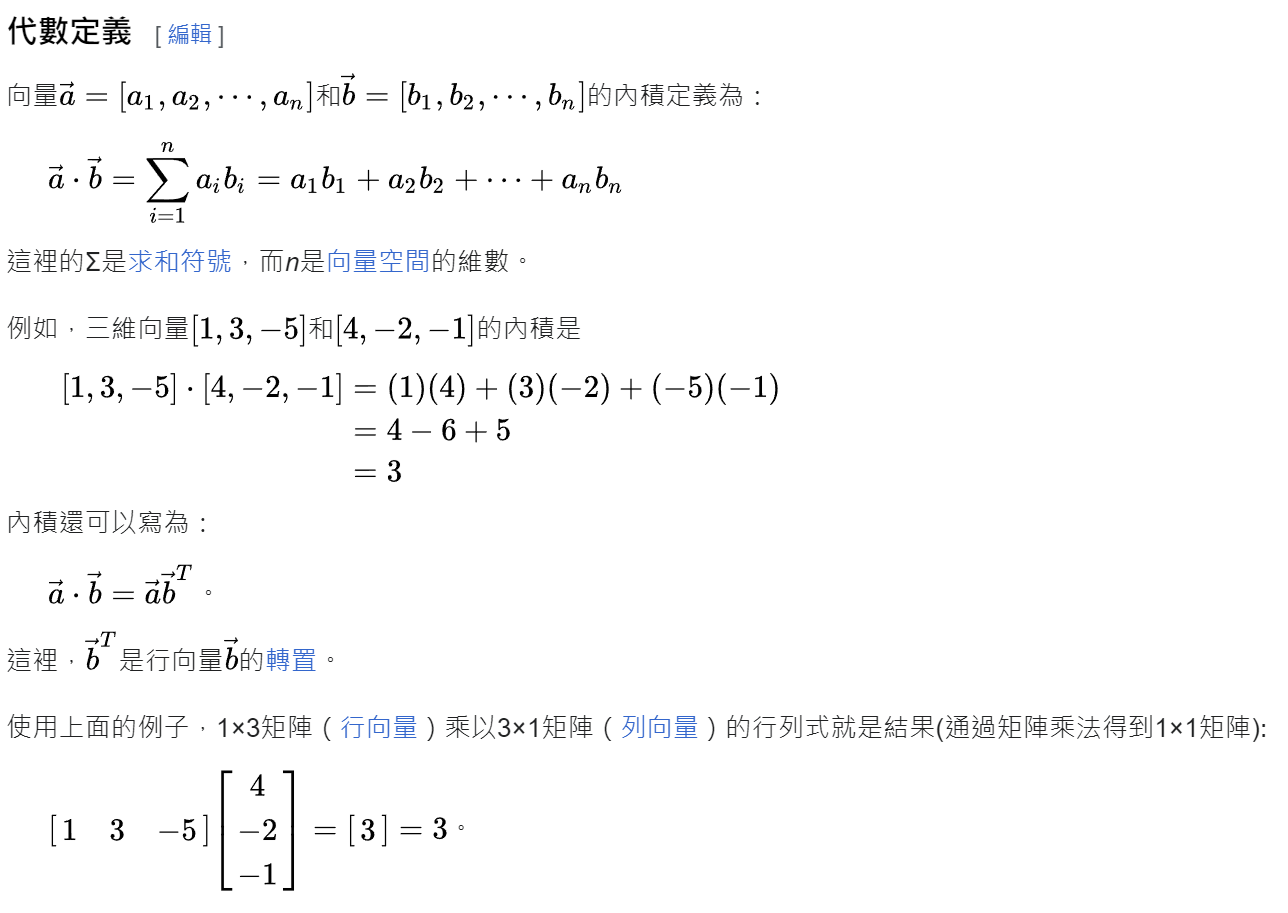 代數定義 [編輯]
向量$\vec{a} = [a_1, a_2, \cdots, a_n]$和$\vec{b} = [b_1, b_2, \cdots, b_n]$的內積定義為：
$\vec{a} \cdot \vec{b} = \sum_{i=1}^{n} a_i b_i = a_1 b_1 + a_2 b_2 + \cdots + a_n b_n$
這裡的Σ是求和符號，而n是向量空間的維數。
例如，三維向量$[1, 3, -5]$和$[4, -2, -1]$的內積是
$[1, 3, -5] \cdot [4, -2, -1] = (1)(4) + (3)(-2) + (-5)(-1)$
$= 4 - 6 + 5$
$= 3$
內積還可以寫為：
$\vec{a} \cdot \vec{b} = \vec{a} \vec{b}^T$。
這裡，$\vec{b}^T$是行向量$\vec{b}$的轉置。
使用上面的例子，1×3矩陣（行向量）乘以3×1矩陣（列向量）的行列式就是結果(通過矩陣乘法得到1×1矩陣):
$\begin{bmatrix} 1 & 3 & -5 \end{bmatrix} \begin{bmatrix} 4 \\ -2 \\ -1 \end{bmatrix} = \begin{bmatrix} 3 \end{bmatrix} = 3$。